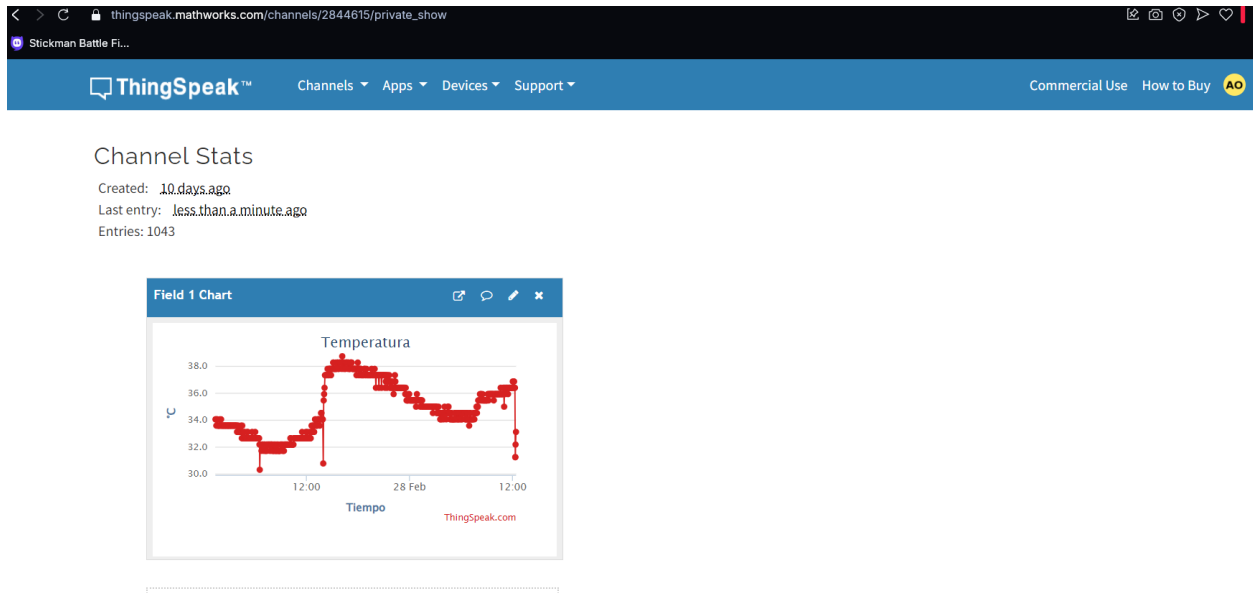 thingspeak.mathworks.com/channels/2844615/private_show
Stickman Battle Fi...
ThingSpeak™ Channels Apps Devices Support Commercial Use How to Buy AO
Channel Stats
Created: 10 days ago
Last entry: less than a minute ago
Entries: 1043
Field 1 Chart
Temperatura
38.0
36.0
34.0
32.0
30.0
°C
12:00 28 Feb 12:00
Tiempo
ThingSpeak.com